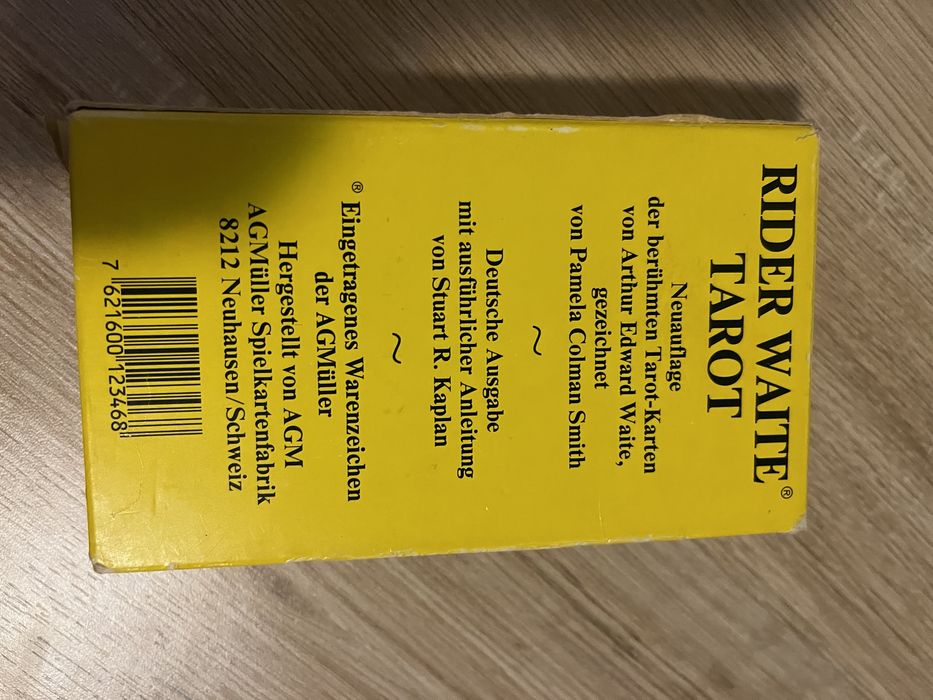 RIDER WAITE®
TAROT
Neuauflage
der berühmten Tarot-Karten
von Arthur Edward Waite,
gezeichnet
von Pamela Colman Smith
~
Deutsche Ausgabe
mit ausführlicher Anleitung
von Stuart R. Kaplan
~
® Eingetragenes Warenzeichen
der AGMüller
Hergestellt von AGM
AGMüller Spielkartenfabrik
8212 Neuhausen/Schweiz
7 621600 123468